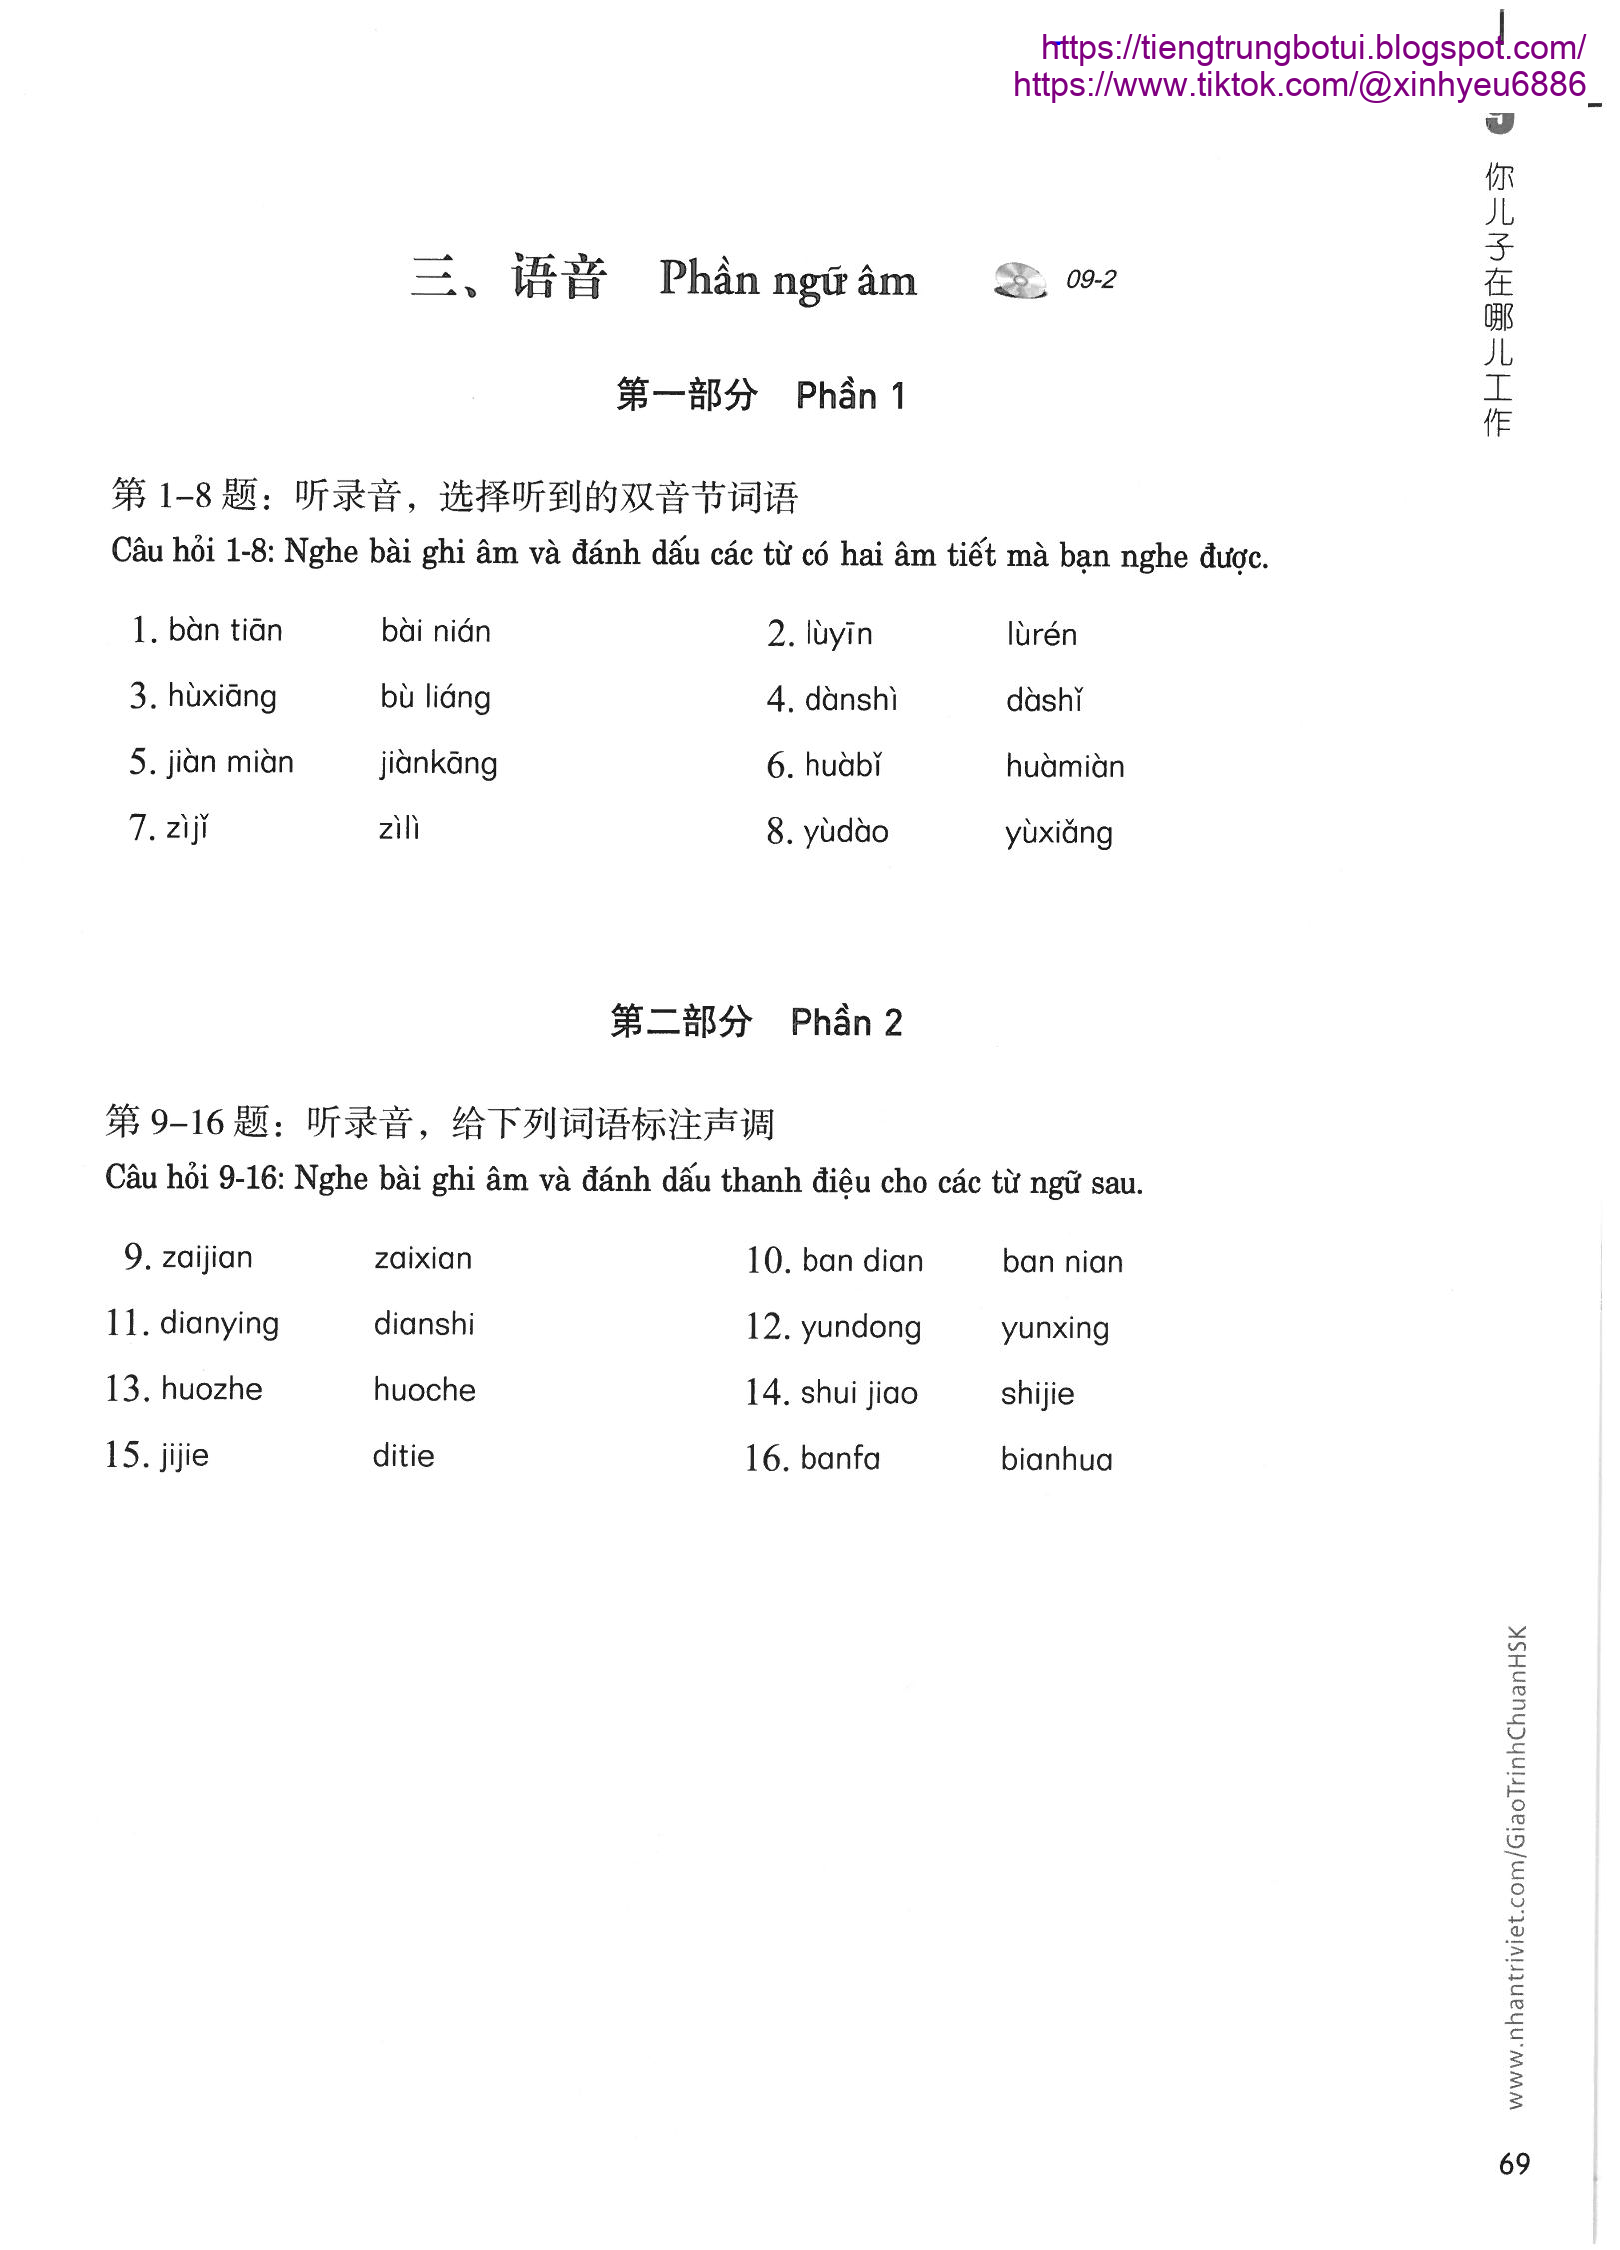 https://tiengtrungbotui.blogspot.com/
https://www.tiktok.com/@xinhyeu6886
你儿子在哪儿工作
三、语音 Phần ngữ âm 09-2
第一部分 Phần 1
第 1–8 题：听录音，选择听到的双音节词语
Câu hỏi 1-8: Nghe bài ghi âm và đánh dấu các từ có hai âm tiết mà bạn nghe được.
1. bàn tiān bài nián 2. lùyīn lùrén
3. hùxiāng bù liáng 4. dànshì dàshǐ
5. jiàn miàn jiànkāng 6. huàbǐ huàmiàn
7. zìjǐ zìlì 8. yùdào yùxiǎng
第二部分 Phần 2
第 9–16 题：听录音，给下列词语标注声调
Câu hỏi 9-16: Nghe bài ghi âm và đánh dấu thanh điệu cho các từ ngữ sau.
9. zaijian zaixian 10. ban dian ban nian
11. dianying dianshi 12. yundong yunxing
13. huozhe huoche 14. shui jiao shijie
15. jijie ditie 16. banfa bianhua
www.nhantriviet.com/GiaoTrinhChuanHSK
69